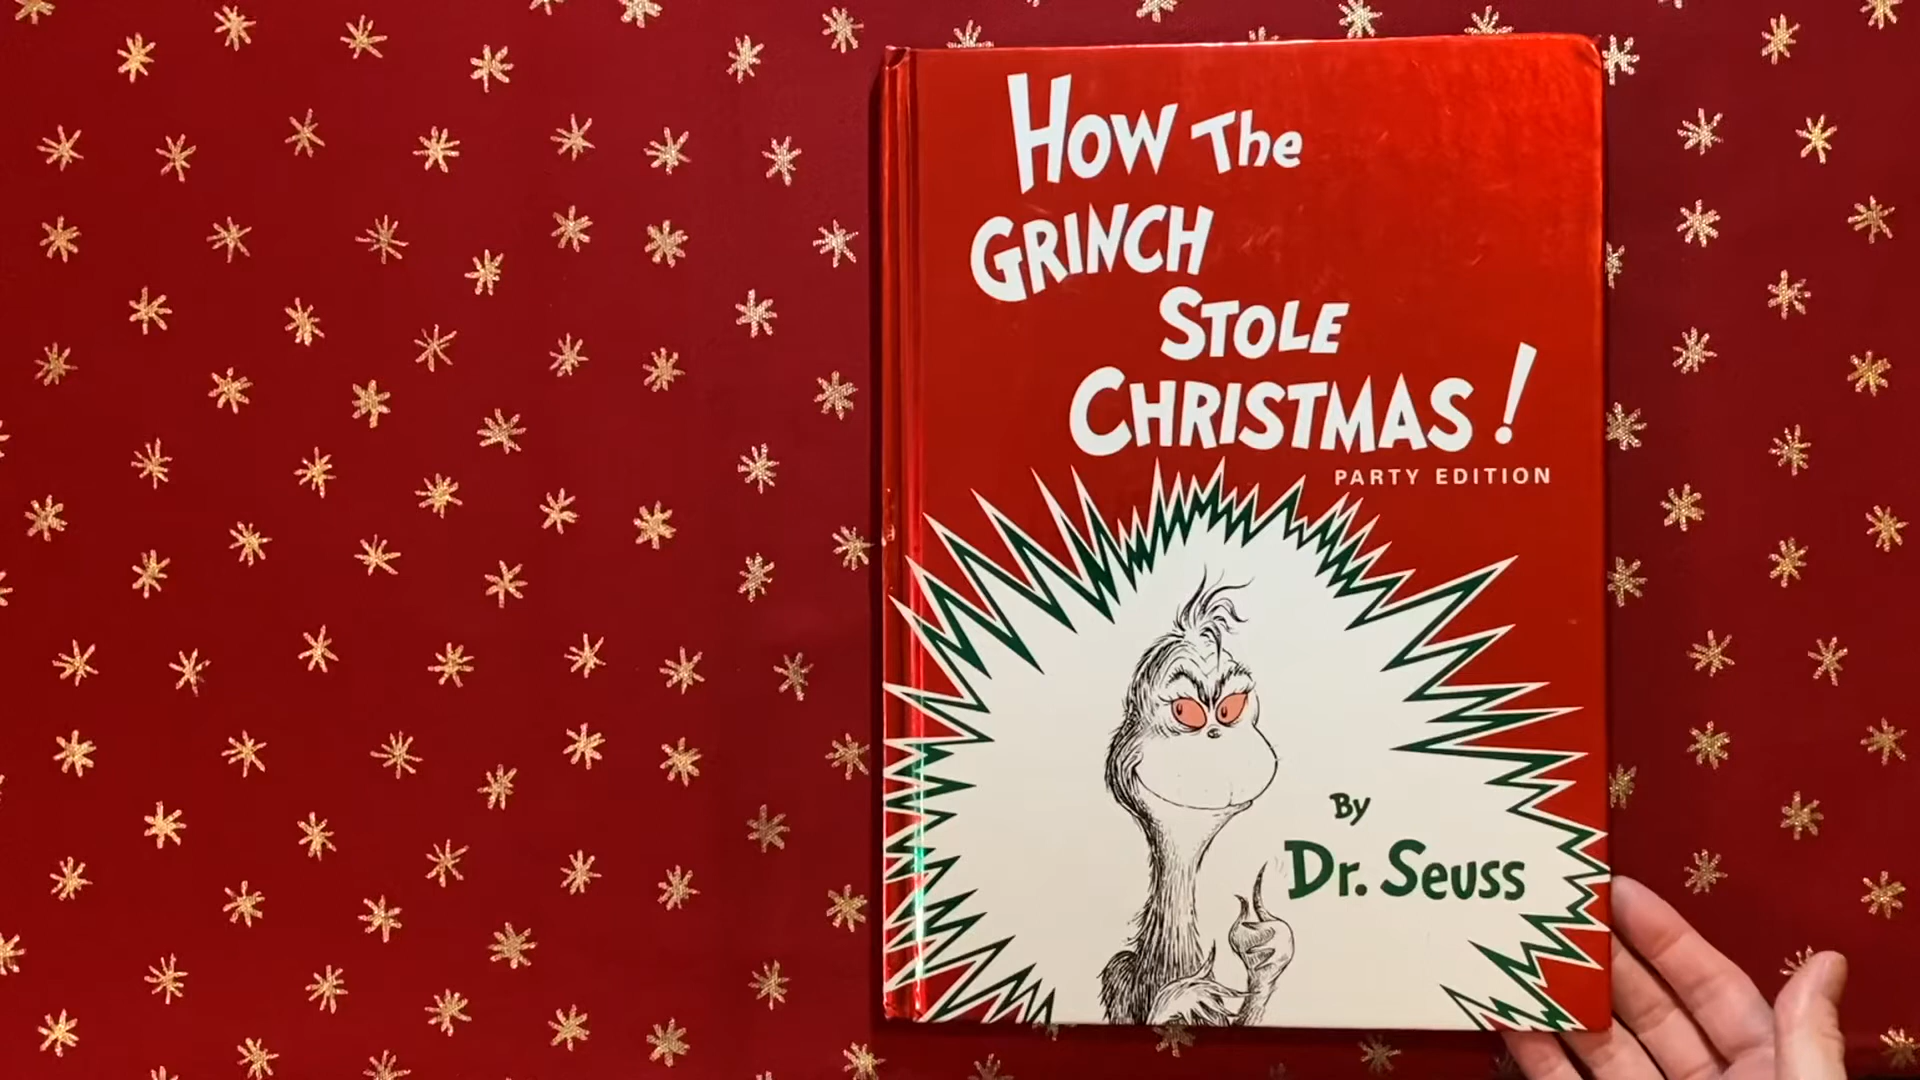 How The
GRINCH
STOLE
CHRISTMAS!
PARTY EDITION
By
Dr. Seuss